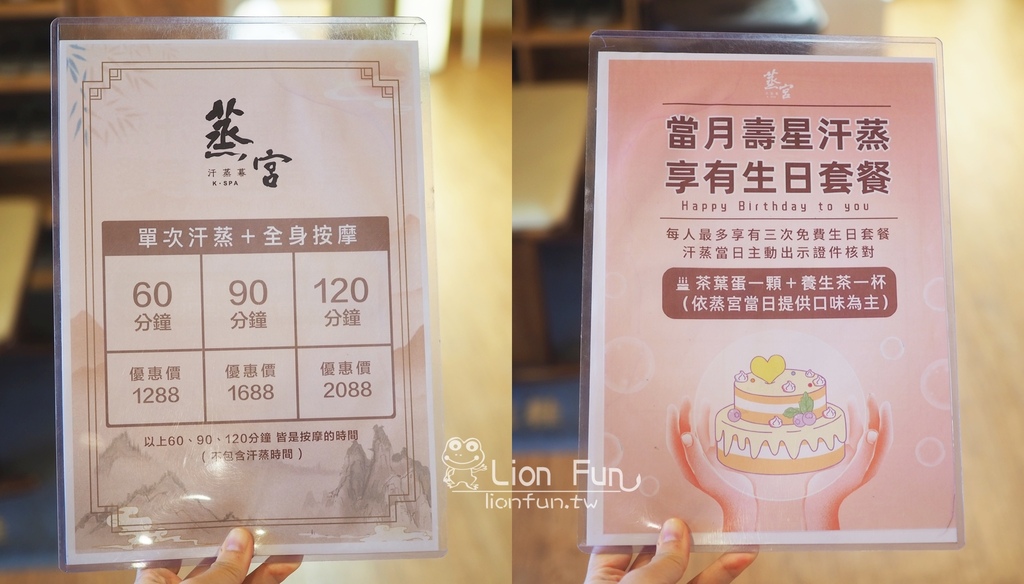 蒸宮
汗蒸幕
K·SPA
單次汗蒸+全身按摩
60
分鐘
90
分鐘
120
分鐘
優惠價
1288
優惠價
1688
優惠價
2088
以上60、90、120分鐘 皆是按摩的時間
(不包含汗蒸時間)
蒸宮
當月壽星汗蒸
享有生日套餐
Happy Birthday to you
每人最多享有三次免費生日套餐
汗蒸當日主動出示證件核對
茶葉蛋一顆+養生茶一杯
(依蒸宮當日提供口味為主)
Lion Fun
lionfun.tw